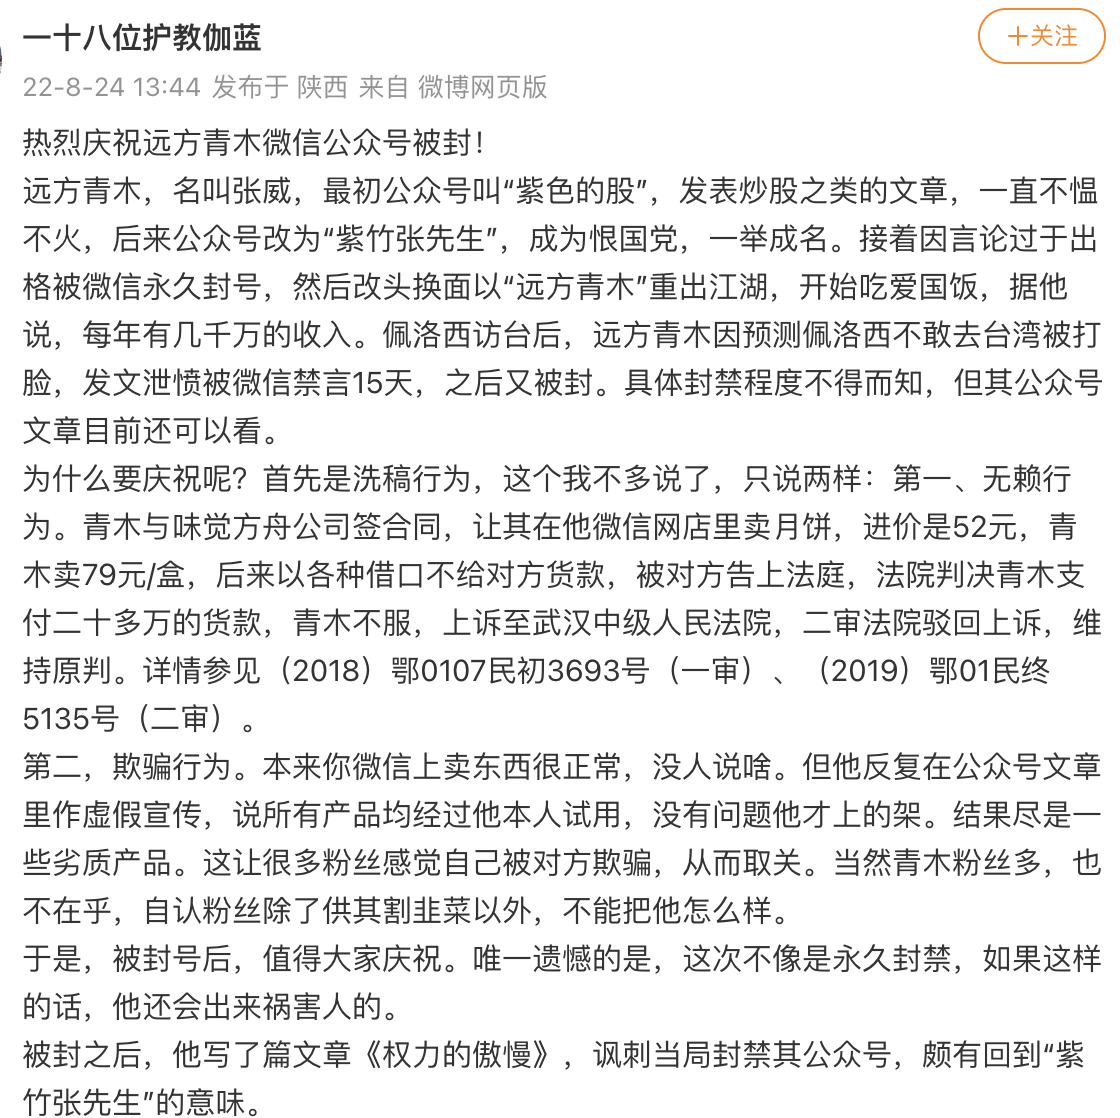 一十八位护教伽蓝
＋关注
22-8-24 13:44 发布于 陕西 来自 微博网页版
热烈庆祝远方青木微信公众号被封！
远方青木，名叫张威，最初公众号叫“紫色的股”，发表炒股之类的文章，一直不愠
不火，后来公众号改为“紫竹张先生”，成为恨国党，一举成名。接着因言论过于出
格被微信永久封号，然后改头换面以“远方青木”重出江湖，开始吃爱国饭，据他
说，每年有几千万的收入。佩洛西访台后，远方青木因预测佩洛西不敢去台湾被打
脸，发文泄愤被微信禁言15天，之后又被封。具体封禁程度不得而知，但其公众号
文章目前还可以看。
为什么要庆祝呢？首先是洗稿行为，这个我不多说了，只说两样：第一、无赖行
为。青木与味觉方舟公司签合同，让其在他微信网店里卖月饼，进价是52元，青
木卖79元/盒，后来以各种借口不给对方货款，被对方告上法庭，法院判决青木支
付二十多万的货款，青木不服，上诉至武汉中级人民法院，二审法院驳回上诉，维
持原判。详情参见（2018）鄂0107民初3693号（一审）、（2019）鄂01民终
5135号（二审）。
第二，欺骗行为。本来你微信上卖东西很正常，没人说啥。但他反复在公众号文章
里作虚假宣传，说所有产品均经过他本人试用，没有问题他才上的架。结果尽是一
些劣质产品。这让很多粉丝感觉自己被对方欺骗，从而取关。当然青木粉丝多，也
不在乎，自认粉丝除了供其割韭菜以外，不能把他怎么样。
于是，被封号后，值得大家庆祝。唯一遗憾的是，这次不像是永久封禁，如果这样
的话，他还会出来祸害人的。
被封之后，他写了篇文章《权力的傲慢》，讽刺当局封禁其公众号，颇有回到“紫
竹张先生”的意味。